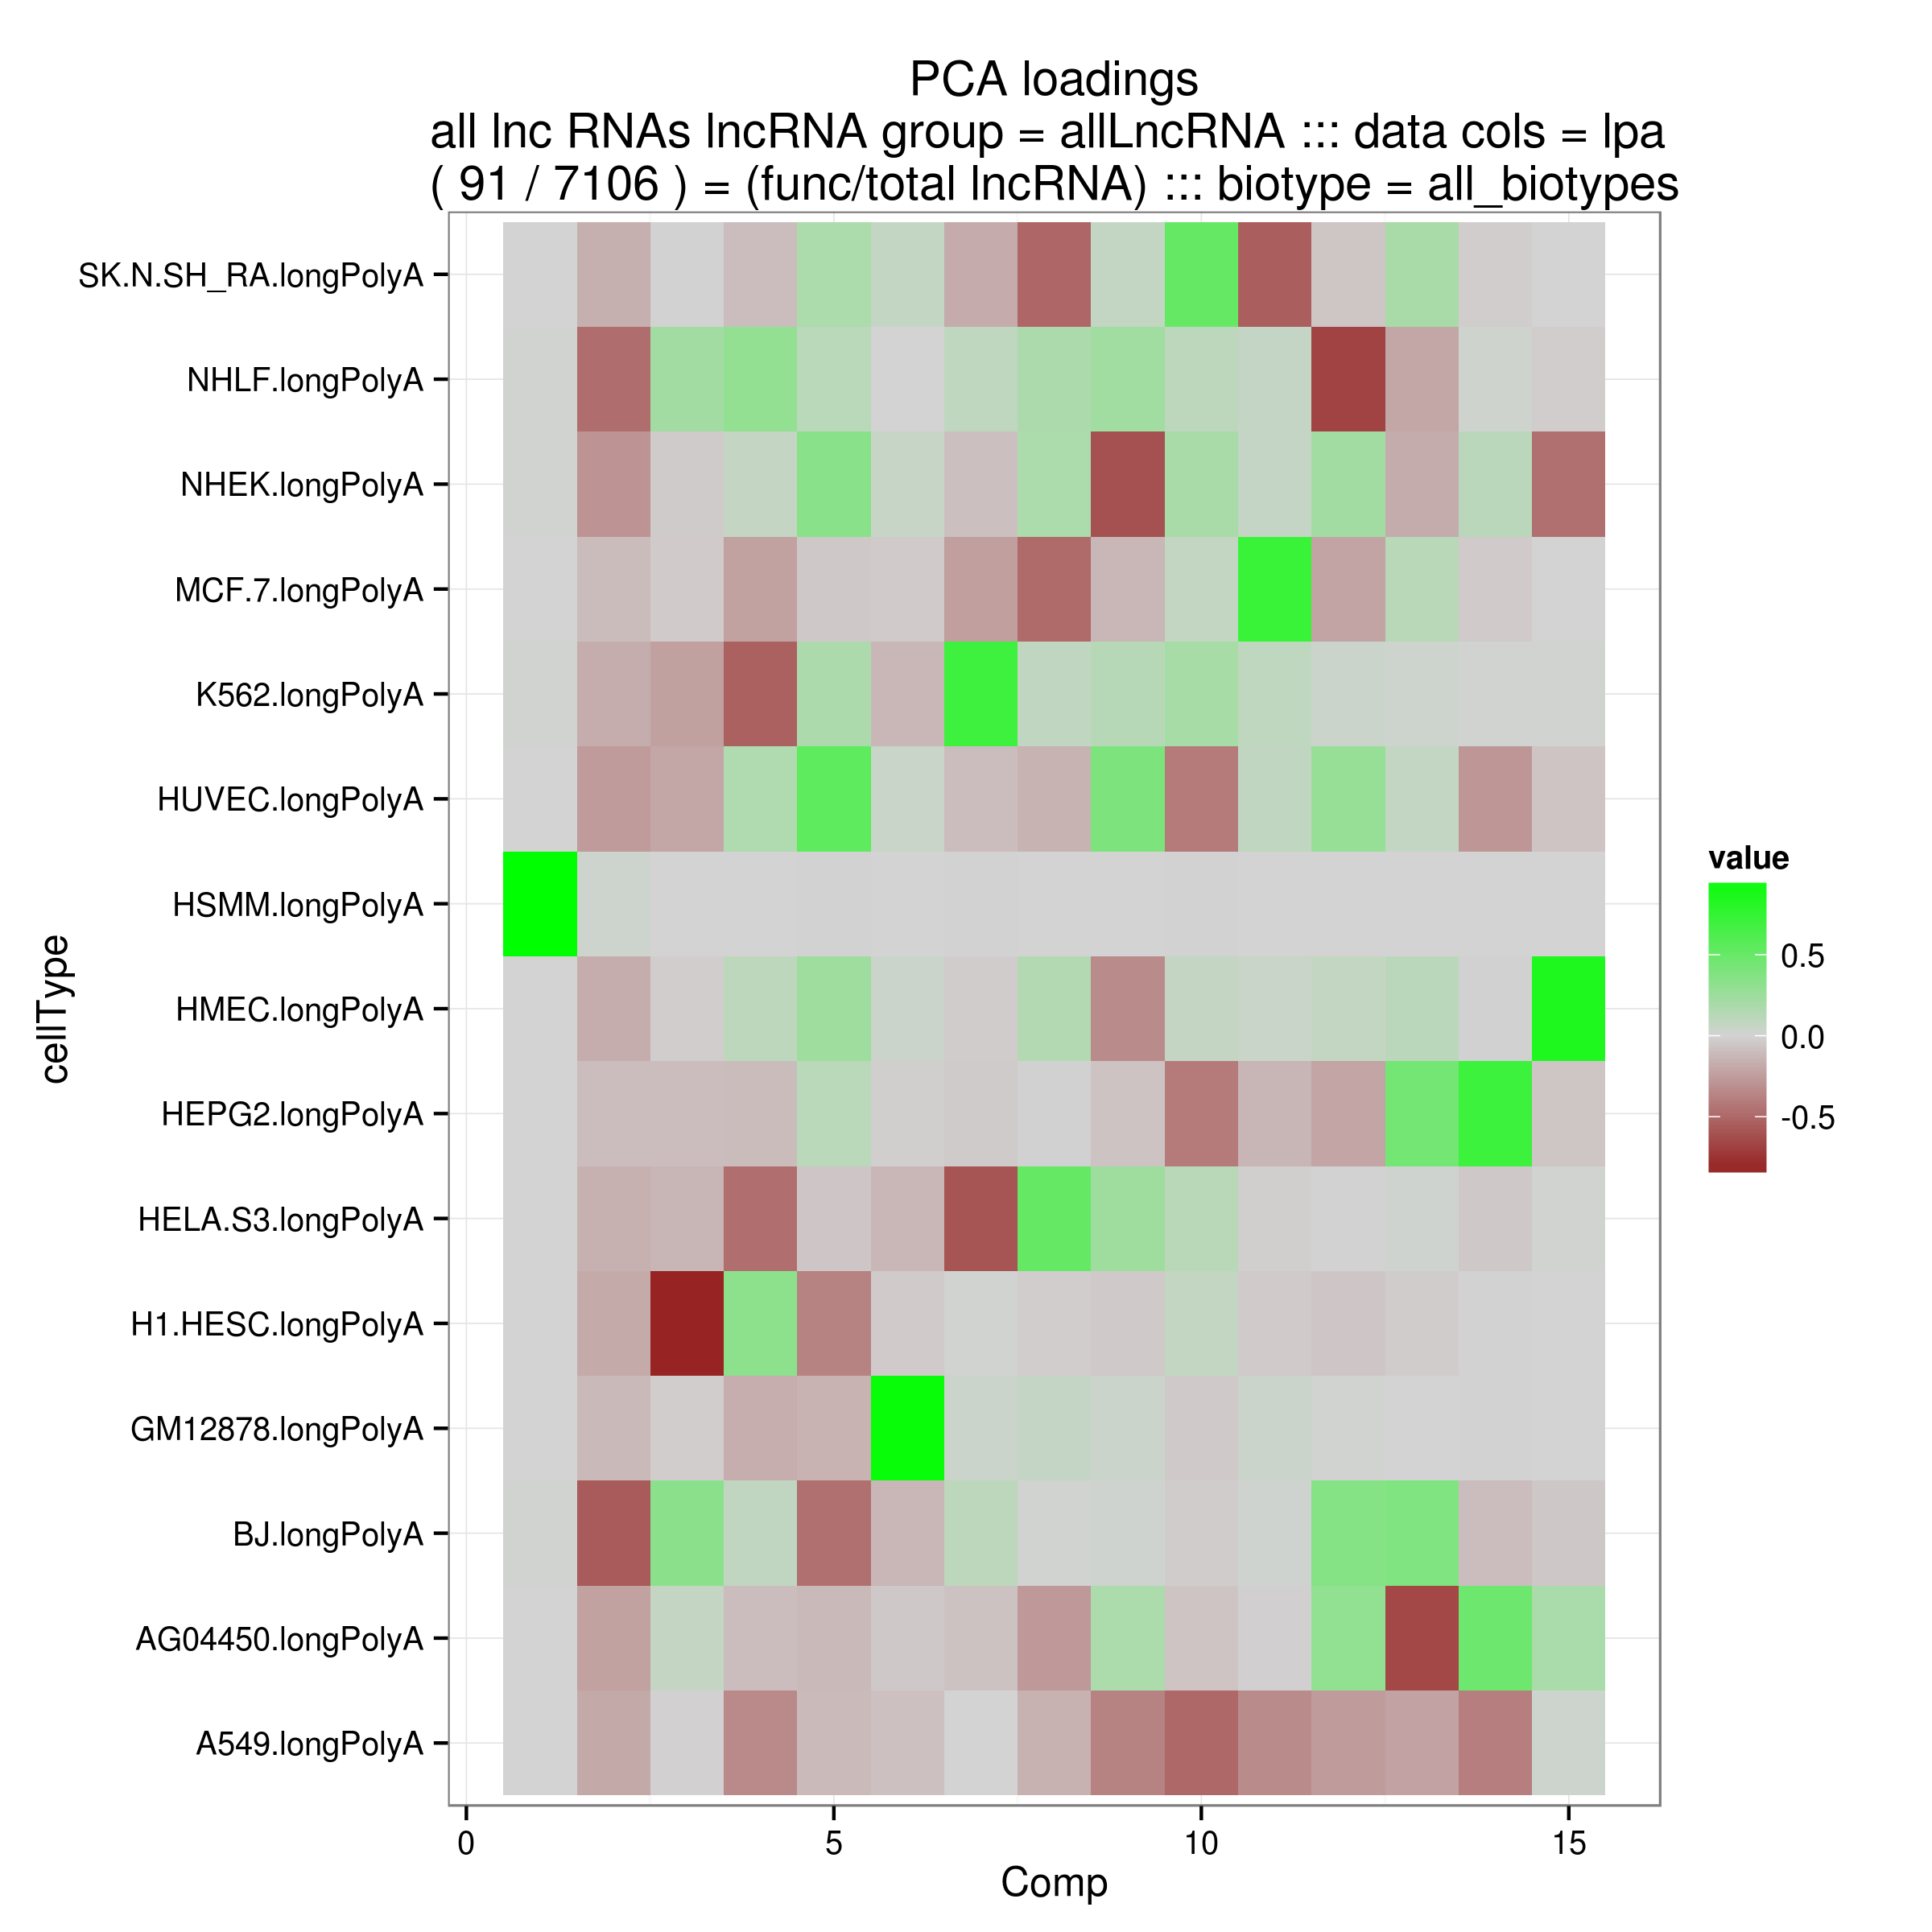 PCA loadings
all lnc RNAs lncRNA group = allLncRNA ::: data cols = lpa
( 91 / 7106 ) = (func/total lncRNA) ::: biotype = all_biotypes
SK.N.SH_RA.longPolyA
NHLF.longPolyA
NHEK.longPolyA
MCF.7.longPolyA
K562.longPolyA
HUVEC.longPolyA
HSMM.longPolyA
HMEC.longPolyA
HEPG2.longPolyA
HELA.S3.longPolyA
H1.HESC.longPolyA
GM12878.longPolyA
BJ.longPolyA
AG04450.longPolyA
A549.longPolyA
cellType
0 5 10 15
Comp
value
0.5
0.0
-0.5